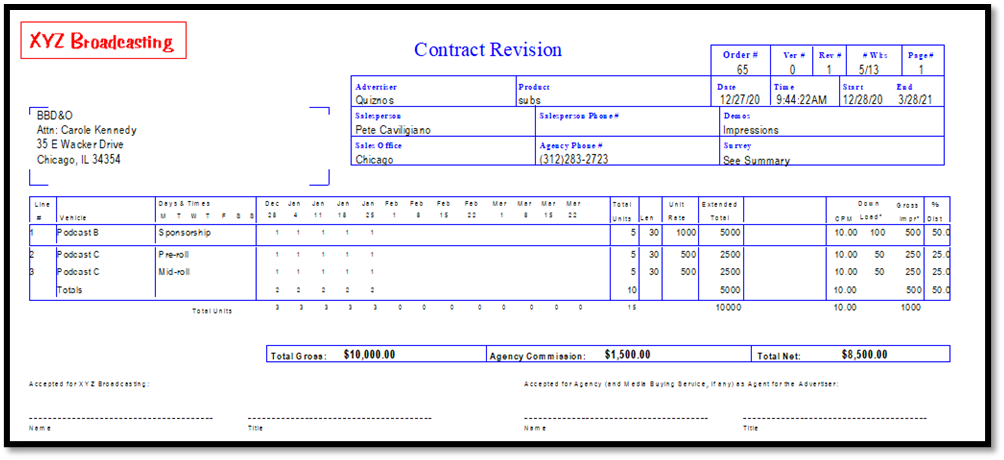 XYZ Broadcasting
Contract Revision
Order # Ver # Rev # # Wks Page#
65 0 1 5/13 1
Advertiser Product Date Time Start End
Quiznos subs 12/27/20 9:44:22AM 12/28/20 3/28/21
BBD&O
Attn: Carole Kennedy
35 E Wacker Drive
Chicago, IL 34354
Salesperson Salesperson Phone # Demos
Pete Caviligiano Impressions
Sales Office Agency Phone # Survey
Chicago (312)283-2723 See Summary
Line Days & Times Dec Jan Jan Jan Jan Feb Feb Feb Feb Mar Mar Mar Mar Total Unit Extended Down Gross %
# Vehicle M T W T F S S 28 4 11 18 25 1 8 15 22 1 8 15 22 Units Len Rate Total CPM Load* Impr* Dist
1 Podcast B Sponsorship 1 1 1 1 1 5 30 1000 5000 10.00 100 500 50.0
2 Podcast C Pre-roll 1 1 1 1 1 5 30 500 2500 10.00 50 250 25.0
3 Podcast C Mid-roll 1 1 1 1 1 5 30 500 2500 10.00 50 250 25.0
Totals 2 2 2 2 2 10 5000 10.00 500 50.0
Total Units 3 3 3 3 3 0 0 0 0 0 0 0 0 15 10000 10.00 1000
Total Gross: $10,000.00 Agency Commission: $1,500.00 Total Net: $8,500.00
Accepted for XYZ Broadcasting: Accepted for Agency (and Media Buying Service, if any) as Agent for the Advertiser:
Name Title Name Title